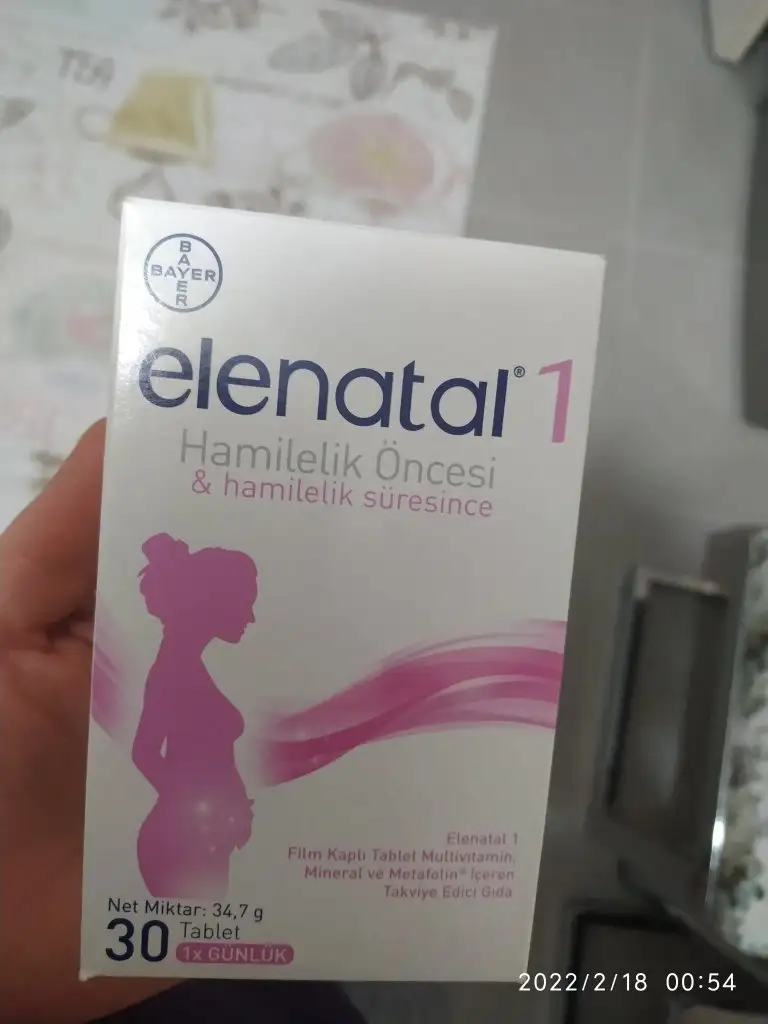 BAYER
BAYER
elenatal® 1
Hamilelik Öncesi
& hamilelik süresince
Elenatal 1
Film Kaplı Tablet Multivitamin,
Mineral ve Metafolin® İçeren
Takviye Edici Gıda
Net Miktar: 34,7 g
30 Tablet
1x GÜNLÜK
2022/2/18 00:54